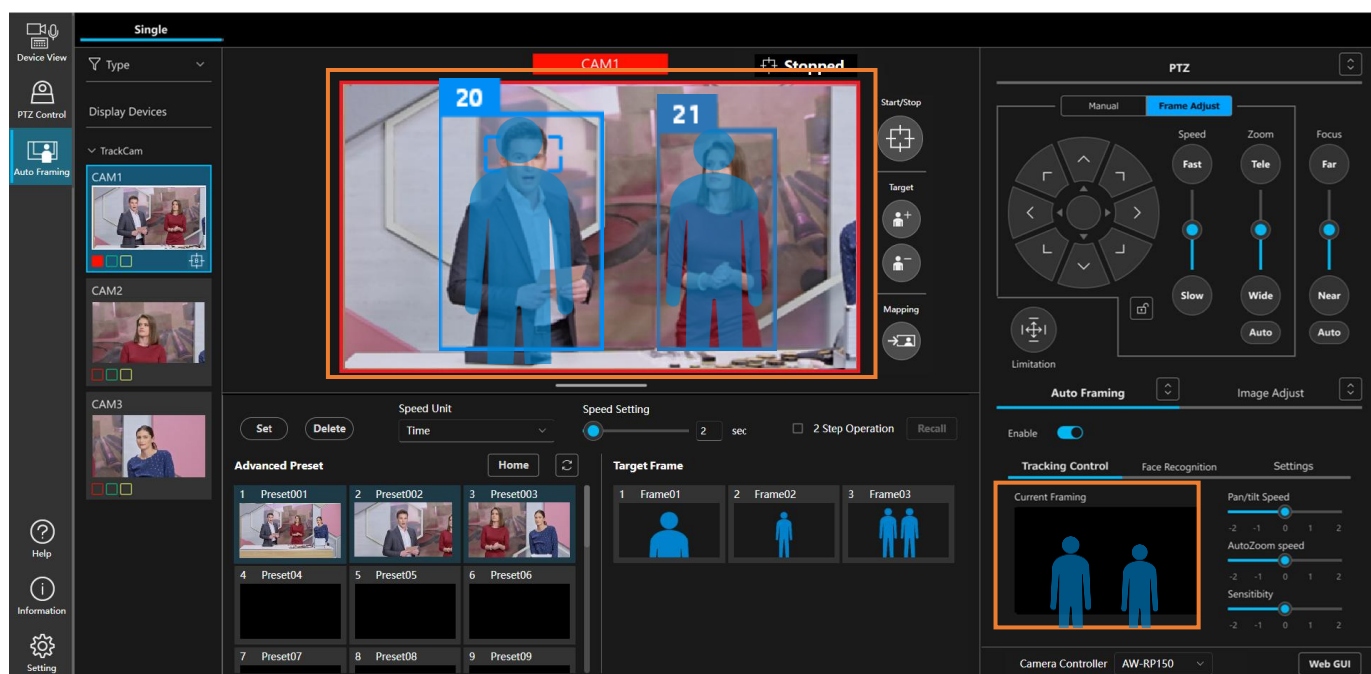 Single
Device View
PTZ Control
Auto Framing
Help
Information
Setting
Type
Display Devices
TrackCam
CAM1
CAM2
CAM3
CAM1
Stopped
20
21
Start/Stop
Target
Mapping
Set
Delete
Speed Unit
Time
Speed Setting
2 sec
2 Step Operation
Recall
Advanced Preset
Home
1 Preset001
2 Preset002
3 Preset003
4 Preset04
5 Preset05
6 Preset06
7 Preset07
8 Preset08
9 Preset09
Target Frame
1 Frame01
2 Frame02
3 Frame03
PTZ
Manual
Frame Adjust
Speed
Zoom
Focus
Fast
Tele
Far
Slow
Wide
Near
Auto
Auto
Limitation
Auto Framing
Image Adjust
Enable
Tracking Control
Face Recognition
Settings
Current Framing
Pan/tilt Speed
-2 -1 0 1 2
AutoZoom speed
-2 -1 0 1 2
Sensitibity
-2 -1 0 1 2
Camera Controller
AW-RP150
Web GUI